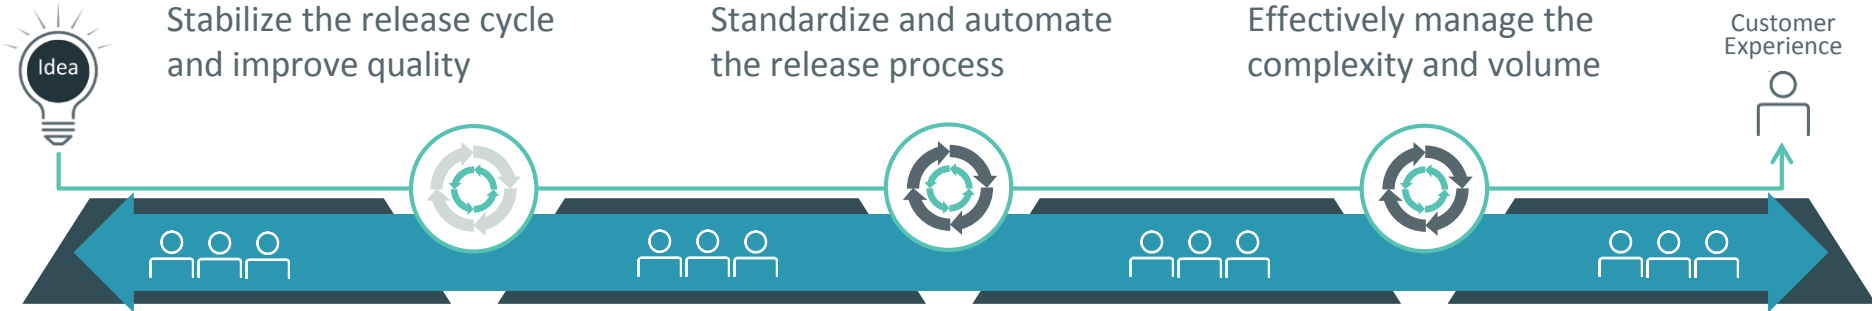 Idea
Stabilize the release cycle
and improve quality
Standardize and automate
the release process
Effectively manage the
complexity and volume
Customer
Experience